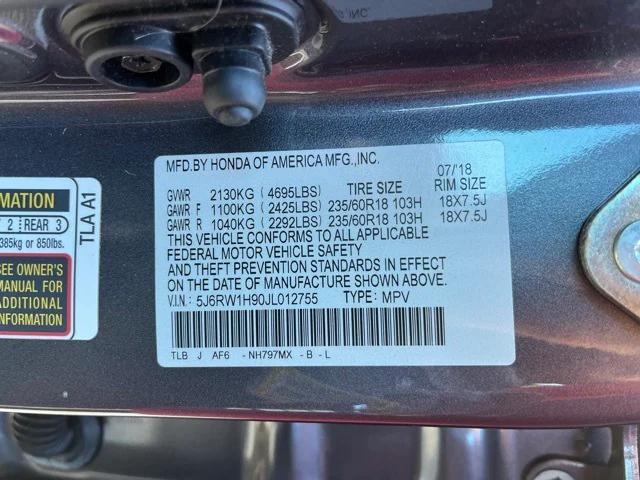 S, INC.
MFD.BY HONDA OF AMERICA MFG.,INC. 07/'18
GVWR 2130KG (4695LBS) TIRE SIZE RIM SIZE
GAWR F 1100KG (2425LBS) 235/60R18 103H 18X7.5J
GAWR R 1040KG (2292LBS) 235/60R18 103H 18X7.5J
THIS VEHICLE CONFORMS TO ALL APPLICABLE
FEDERAL MOTOR VEHICLE SAFETY
AND THEFT PREVENTION STANDARDS IN EFFECT
ON THE DATE OF MANUFACTURE SHOWN ABOVE.
V.I.N.: 5J6RW1H90JL012755 TYPE: MPV
TLB J AF6 -NH797MX -B -L
MATION
2 REAR 3
385kg or 850lbs.
SEE OWNER'S
MANUAL FOR
INFORMATION
TLA A1